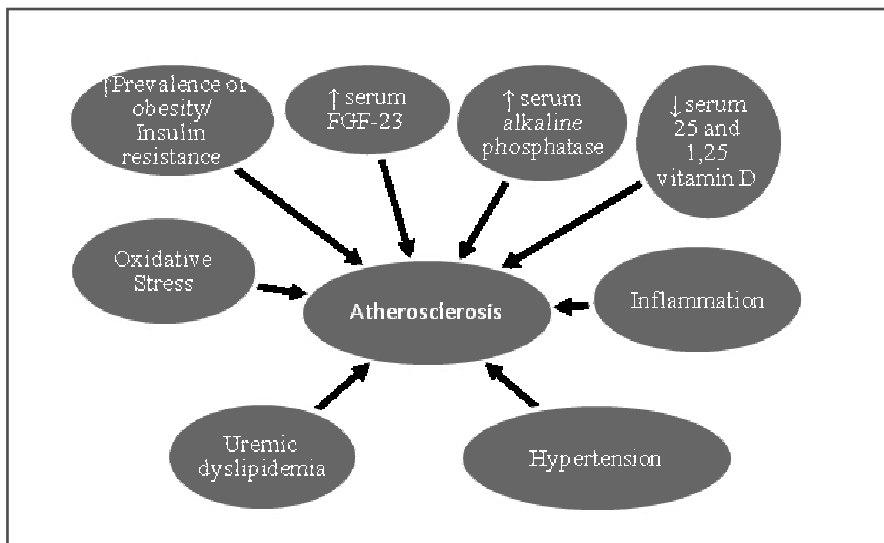 ↑Prevalence of
obesity/
Insulin
resistance
↑ serum
FGF-23
↑ serum
alkaline
phosphatase
↓ serum
25 and
1,25
vitamin D
Oxidative
Stress
Atherosclerosis
Inflammation
Uremic
dyslipidemia
Hypertension